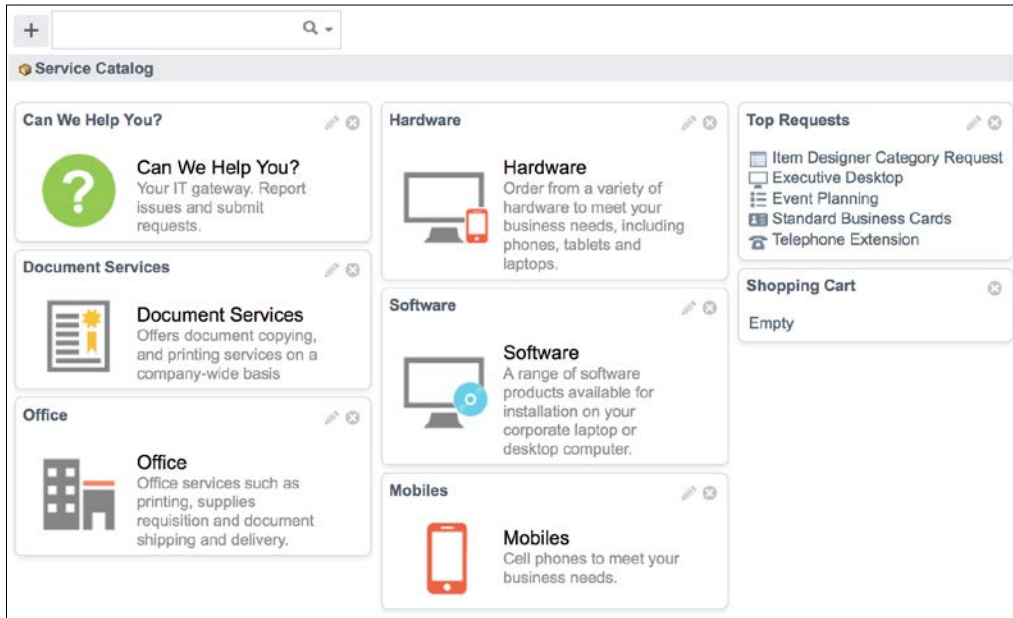 Service Catalog
Can We Help You?
Can We Help You?
Your IT gateway. Report
issues and submit
requests.
Document Services
Document Services
Offers document copying,
and printing services on a
company-wide basis
Office
Office
Office services such as
printing, supplies
requisition and document
shipping and delivery.
Hardware
Hardware
Order from a variety of
hardware to meet your
business needs, including
phones, tablets and
laptops.
Software
Software
A range of software
products available for
installation on your
corporate laptop or
desktop computer.
Mobiles
Mobiles
Cell phones to meet your
business needs.
Top Requests
Item Designer Category Request
Executive Desktop
Event Planning
Standard Business Cards
Telephone Extension
Shopping Cart
Empty